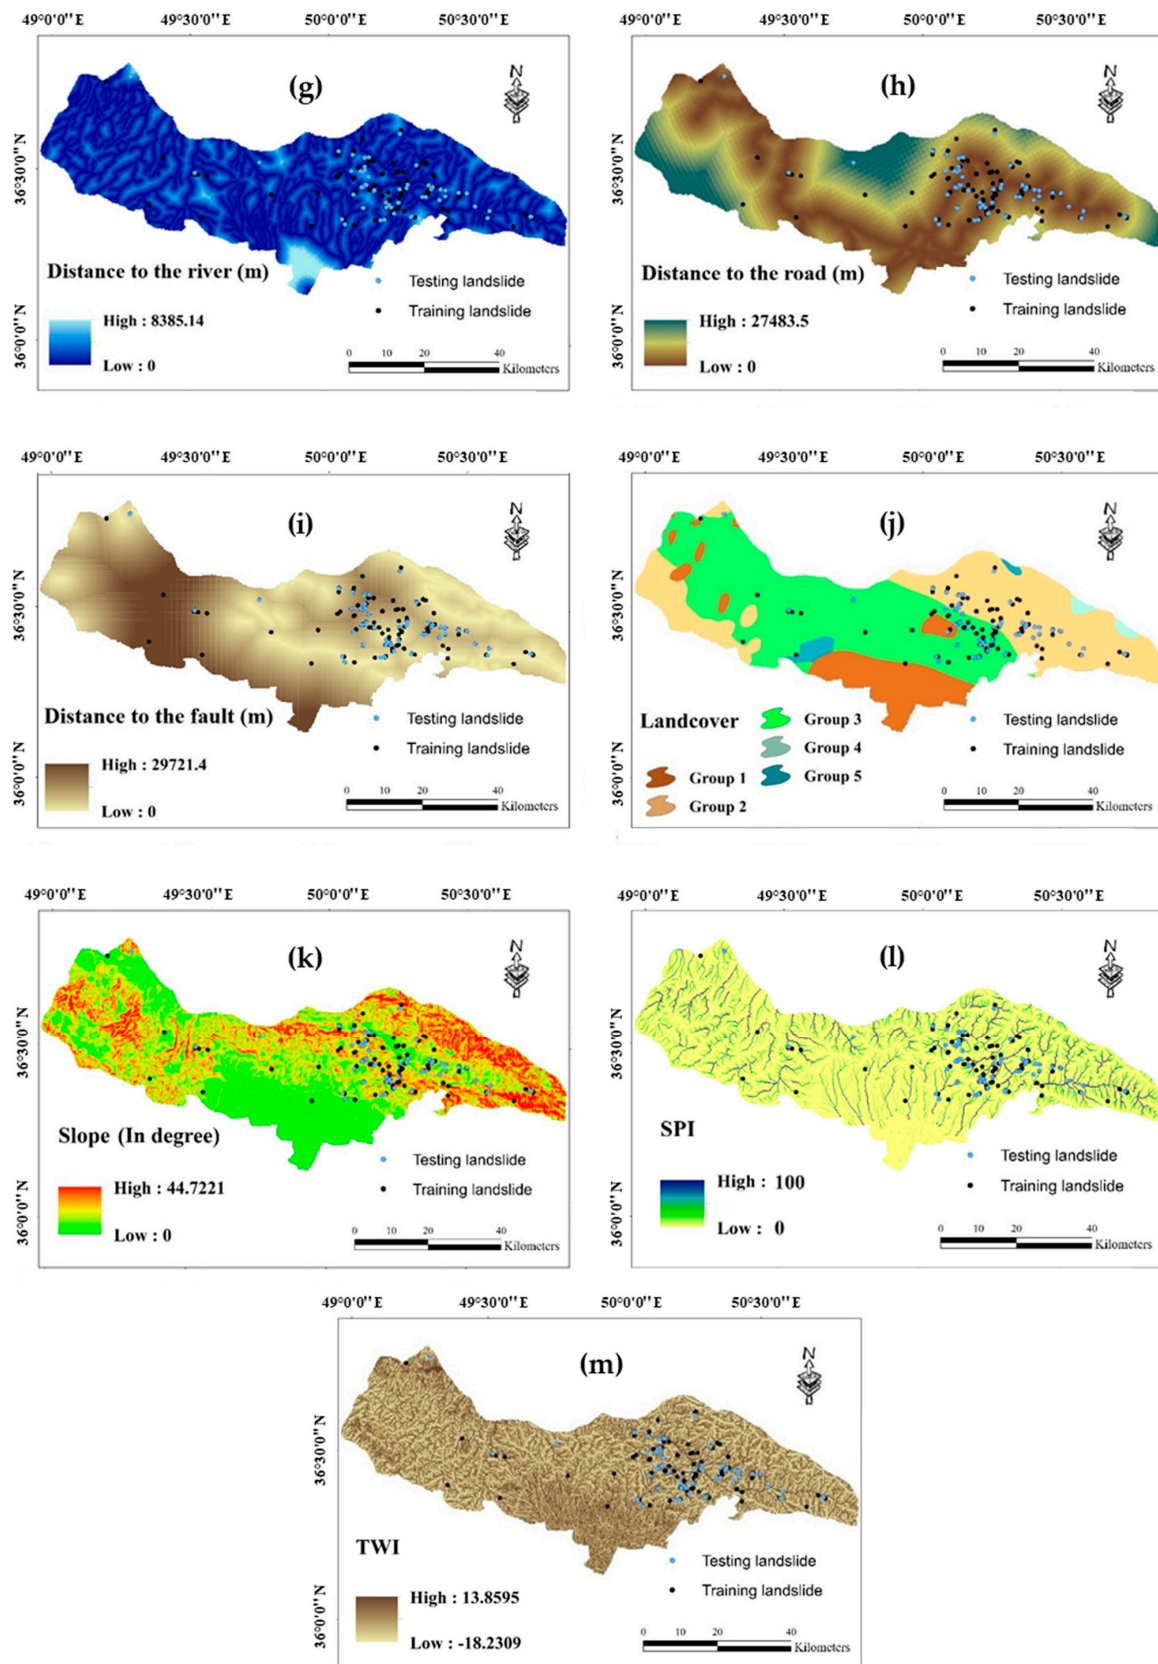 49°0'0"E 49°30'0"E 50°0'0"E 50°30'0"E
49°0'0"E 49°30'0"E 50°0'0"E 50°30'0"E
(g)
N
36°30'0" N
36°0'0" N
Distance to the river (m)
High : 8385.14
Low : 0
Testing landslide
Training landslide
0 10 20 40
Kilometers
(h)
N
36°30'0" N
36°0'0" N
Distance to the road (m)
High : 27483.5
Low : 0
Testing landslide
Training landslide
0 10 20 40
Kilometers
49°0'0"E 49°30'0"E 50°0'0"E 50°30'0"E
49°0'0"E 49°30'0"E 50°0'0"E 50°30'0"E
(i)
N
36°30'0" N
36°0'0" N
Distance to the fault (m)
High : 29721.4
Low : 0
Testing landslide
Training landslide
0 10 20 40
Kilometers
(j)
N
36°30'0" N
36°0'0" N
Landcover
Group 1
Group 2
Group 3
Group 4
Group 5
Testing landslide
Training landslide
0 10 20 40
Kilometers
49°0'0"E 49°30'0"E 50°0'0"E 50°30'0"E
49°0'0"E 49°30'0"E 50°0'0"E 50°30'0"E
(k)
N
36°30'0" N
36°0'0" N
Slope (In degree)
High : 44.7221
Low : 0
Testing landslide
Training landslide
0 10 20 40
Kilometers
(l)
N
36°30'0" N
36°0'0" N
SPI
High : 100
Low : 0
Testing landslide
Training landslide
0 10 20 40
Kilometers
49°0'0"E 49°30'0"E 50°0'0"E 50°30'0"E
(m)
N
36°30'0" N
36°0'0" N
TWI
High : 13.8595
Low : -18.2309
Testing landslide
Training landslide
0 10 20 40
Kilometers